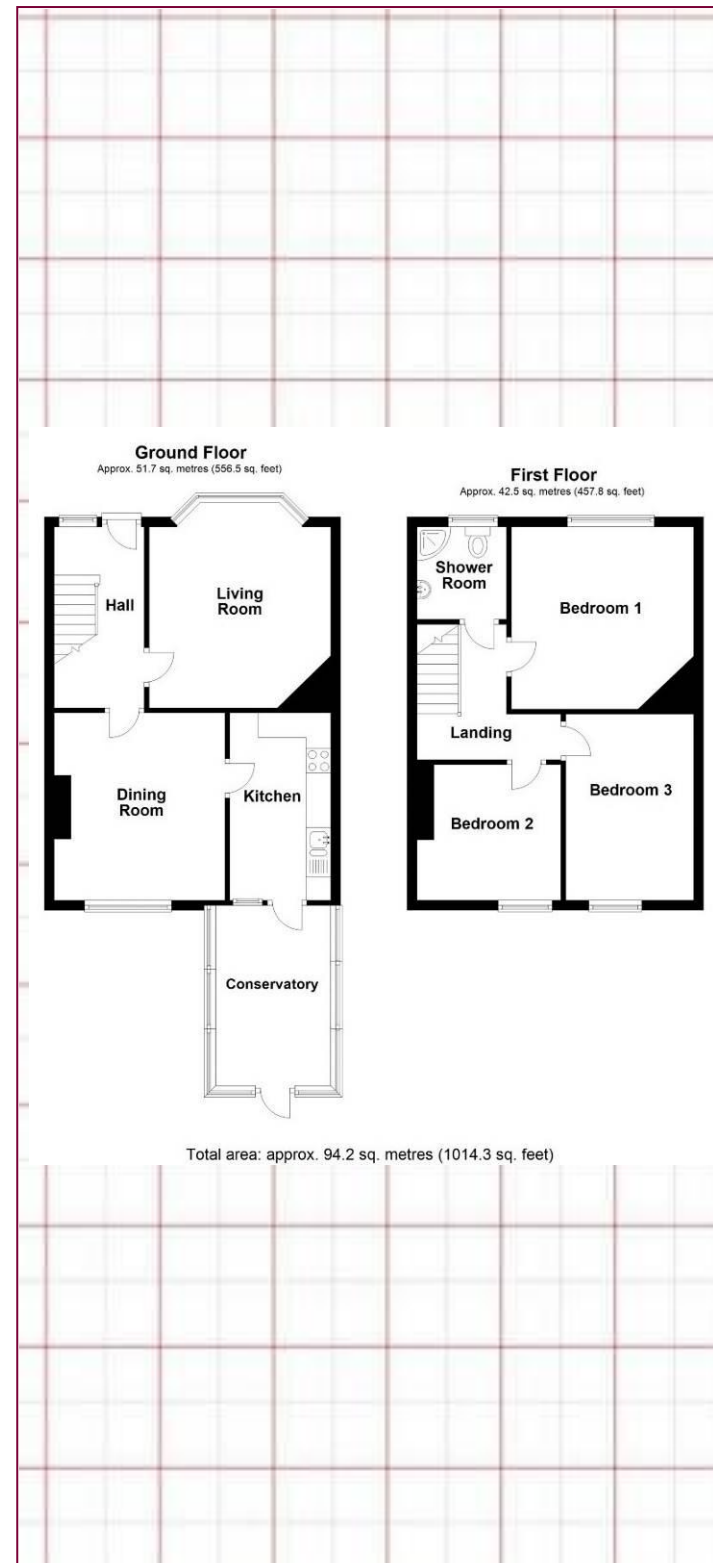 Ground Floor
Approx. 51.7 sq. metres (556.5 sq. feet)
Hall
Living
Room
Dining
Room
Kitchen
Conservatory
First Floor
Approx. 42.5 sq. metres (457.8 sq. feet)
Shower
Room
Bedroom 1
Landing
Bedroom 2
Bedroom 3
Total area: approx. 94.2 sq. metres (1014.3 sq. feet)